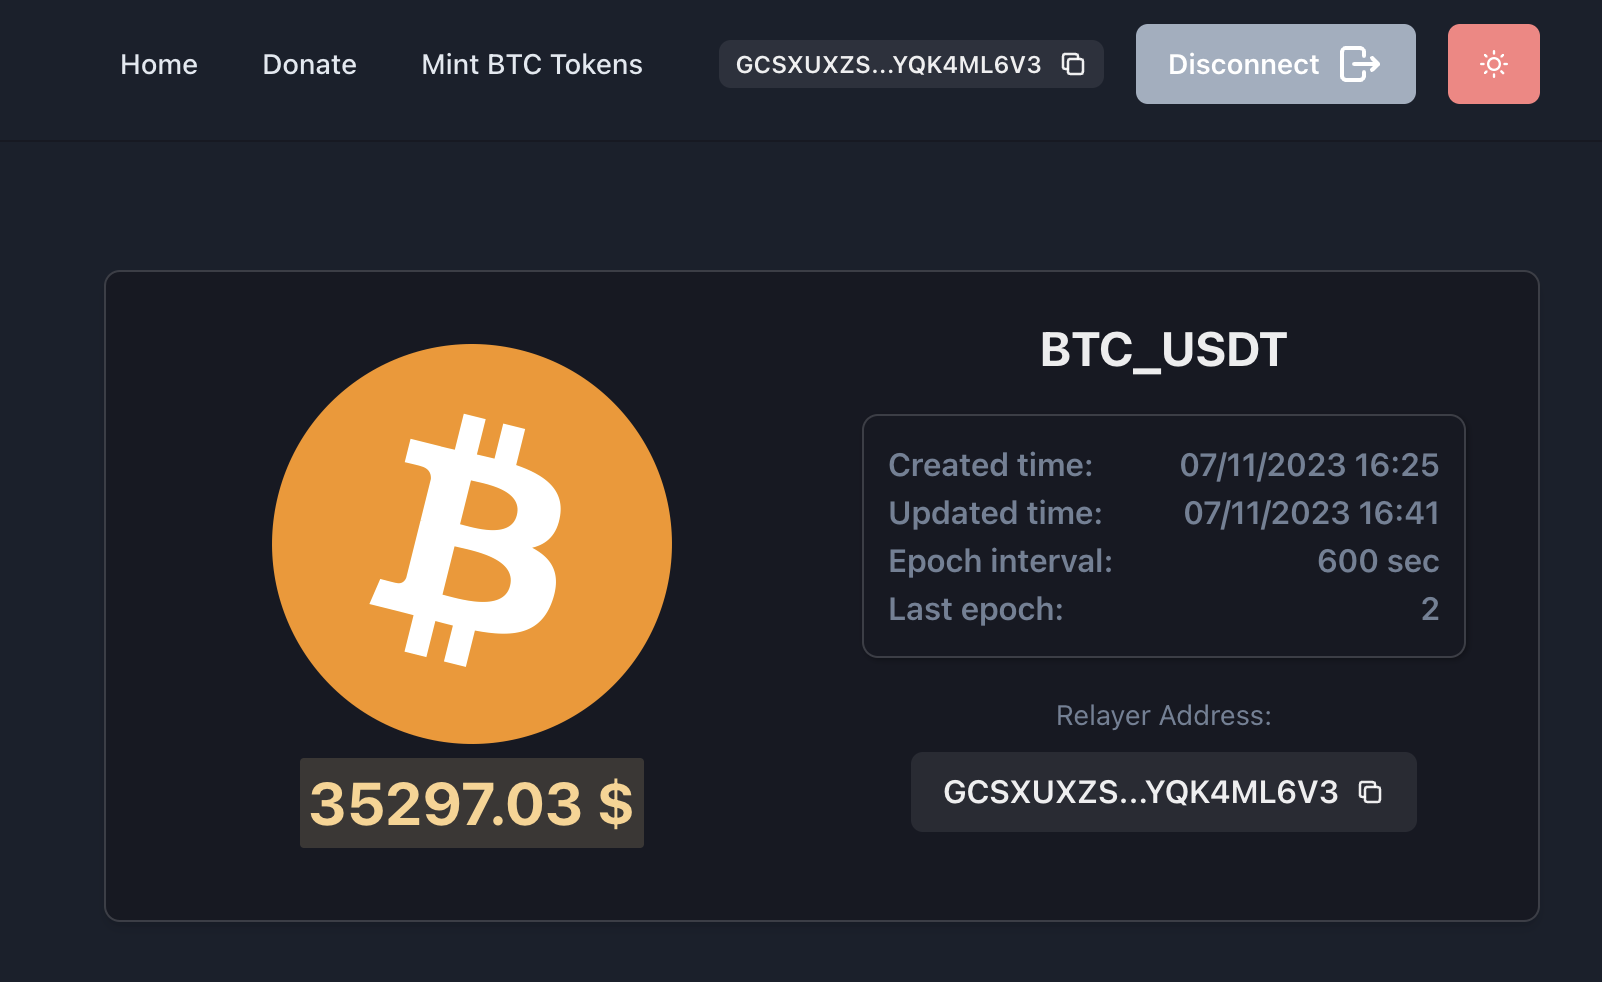 Home Donate Mint BTC Tokens GCSXUXZS...YQK4ML6V3 Disconnect
BTC_USDT
Created time: 07/11/2023 16:25
Updated time: 07/11/2023 16:41
Epoch interval: 600 sec
Last epoch: 2
Relayer Address:
GCSXUXZS...YQK4ML6V3
35297.03 $